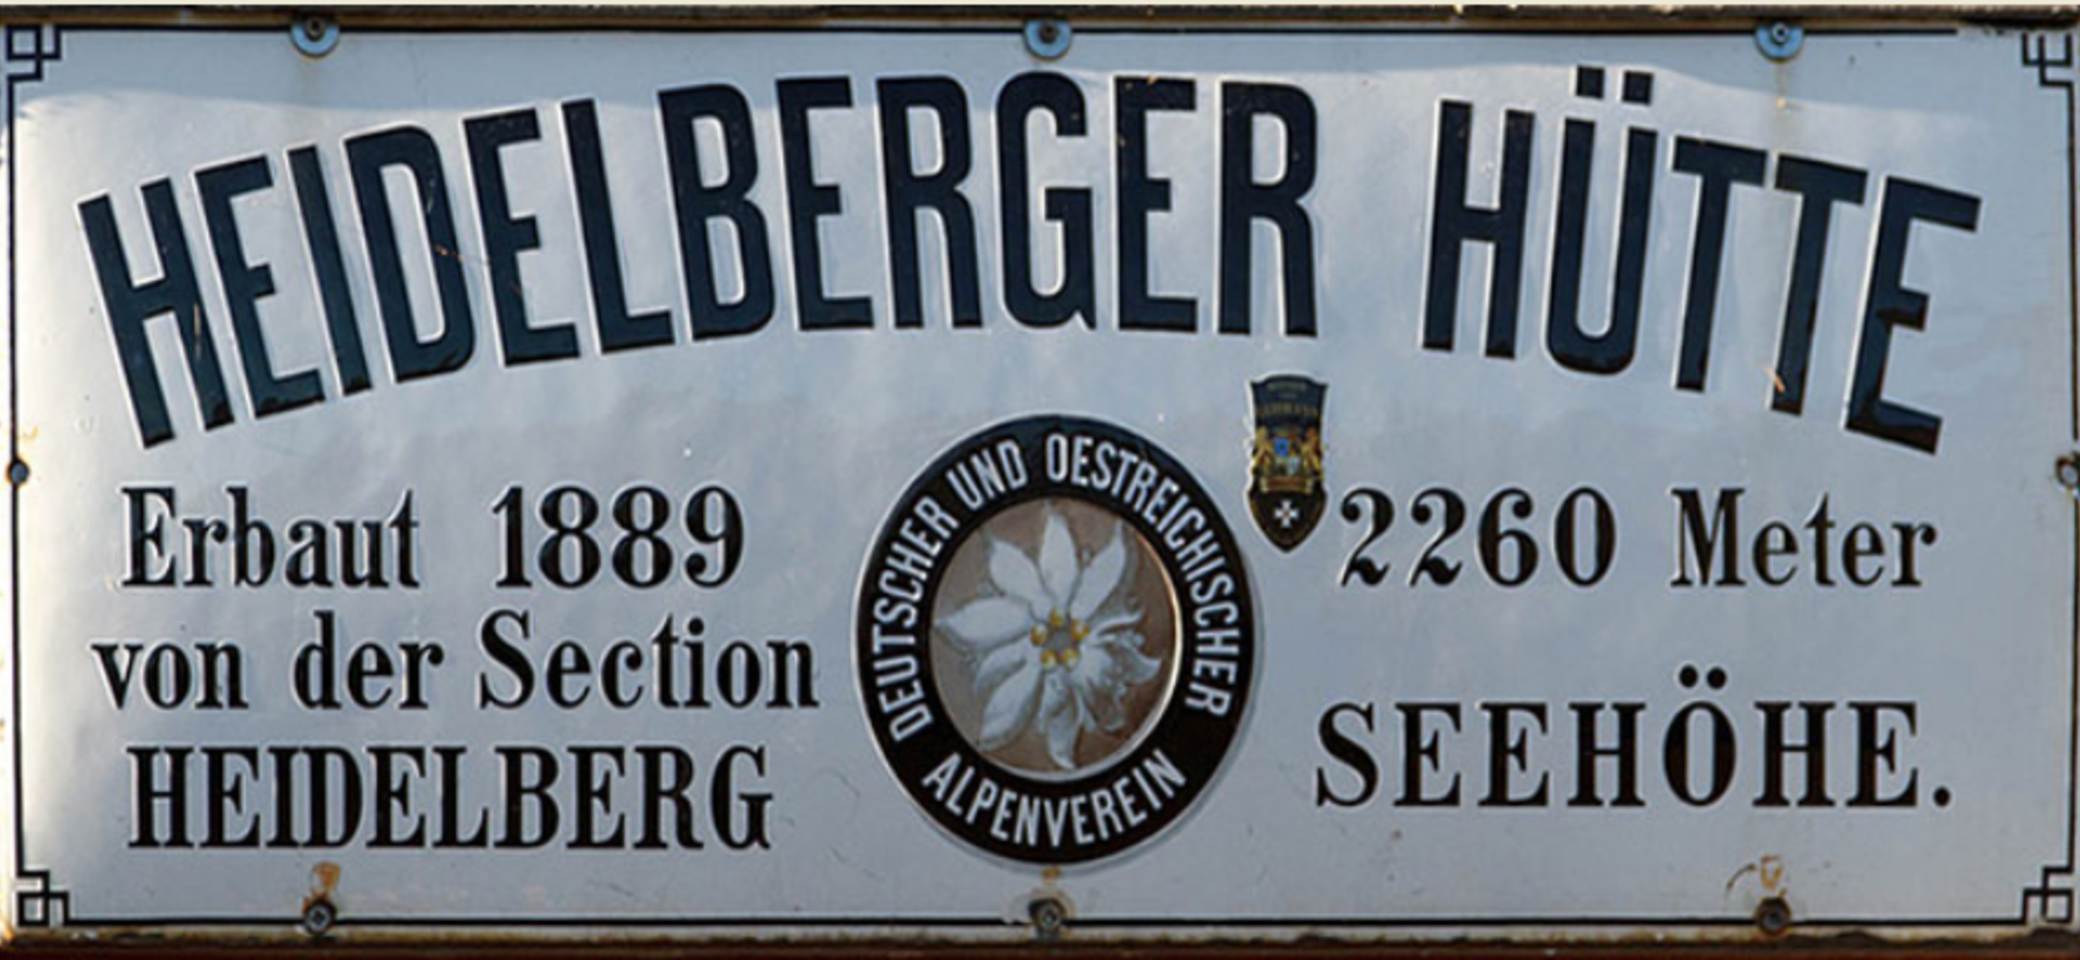 HEIDELBERGER HÜTTE
Erbaut 1889
von der Section
HEIDELBERG
DEUTSCHER UND OESTREICHISCHER
ALPENVEREIN
2260 Meter
SEEHÖHE.